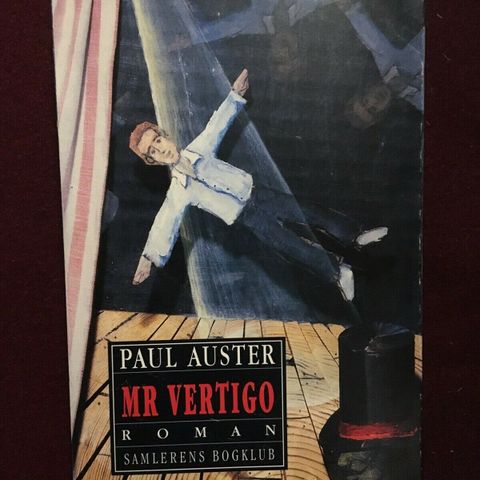 PAUL AUSTER
MR VERTIGO
ROMAN
SAMLERENS BOGKLUB